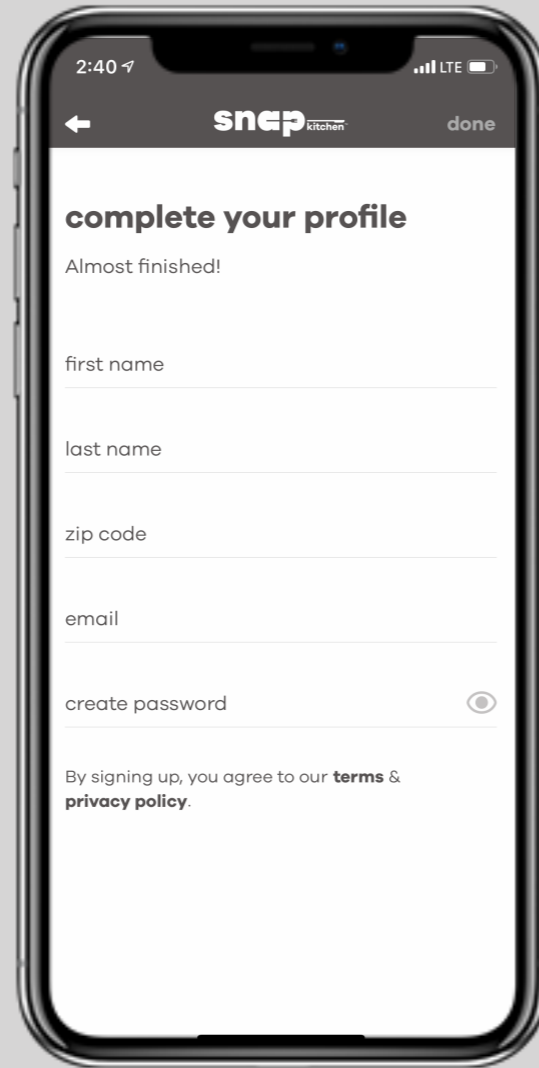 2:40
LTE
snap kitchen
done
complete your profile
Almost finished!
first name
last name
zip code
email
create password
By signing up, you agree to our terms &
privacy policy.